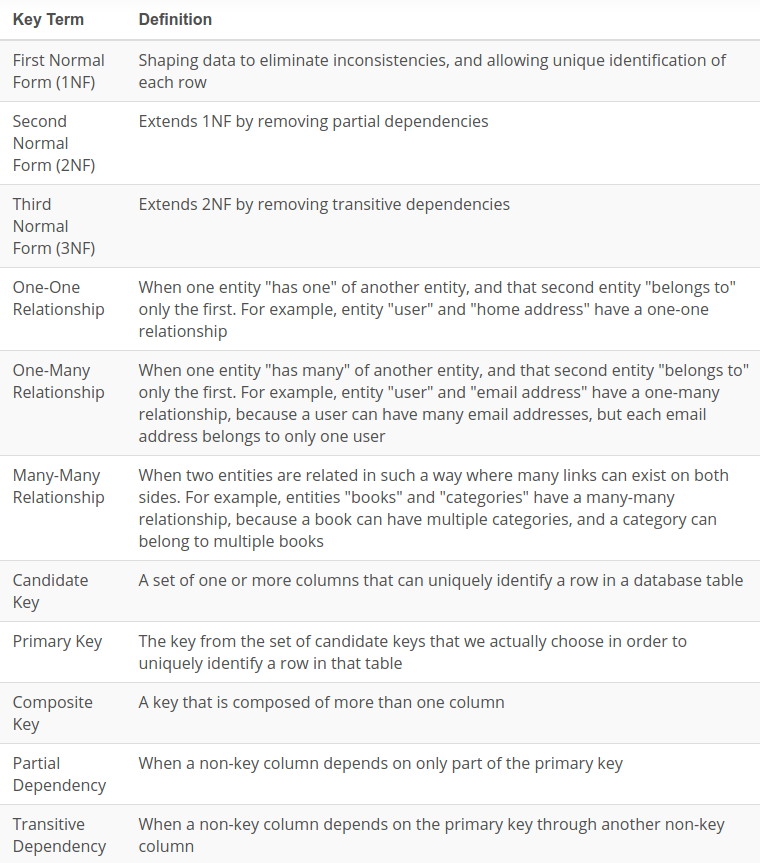 Key Term Definition
First Normal Shaping data to eliminate inconsistencies, and allowing unique identification of
Form (1NF) each row
Second Extends 1NF by removing partial dependencies
Normal
Form (2NF)
Third Extends 2NF by removing transitive dependencies
Normal
Form (3NF)
One-One When one entity "has one" of another entity, and that second entity "belongs to"
Relationship only the first. For example, entity "user" and "home address" have a one-one
relationship
One-Many When one entity "has many" of another entity, and that second entity "belongs to"
Relationship only the first. For example, entity "user" and "email address" have a one-many
relationship, because a user can have many email addresses, but each email
address belongs to only one user
Many-Many When two entities are related in such a way where many links can exist on both
Relationship sides. For example, entities "books" and "categories" have a many-many
relationship, because a book can have multiple categories, and a category can
belong to multiple books
Candidate A set of one or more columns that can uniquely identify a row in a database table
Key
Primary Key The key from the set of candidate keys that we actually choose in order to
uniquely identify a row in that table
Composite A key that is composed of more than one column
Key
Partial When a non-key column depends on only part of the primary key
Dependency
Transitive When a non-key column depends on the primary key through another non-key
Dependency column